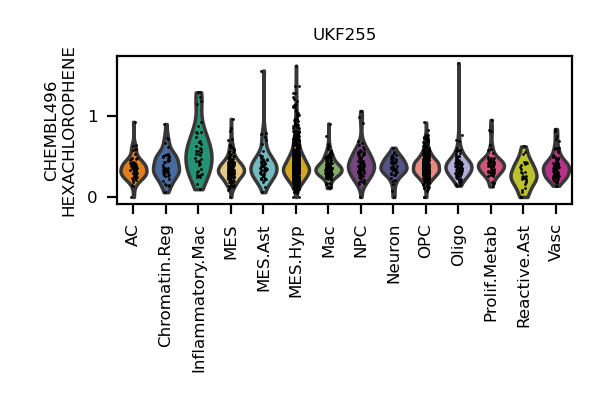 UKF255
CHEMBL496
HEXACHLOROPHENE
1
0
AC
Chromatin.Reg
Inflammatory.Mac
MES
MES.Ast
MES.Hyp
Mac
NPC
Neuron
OPC
Oligo
Prolif.Metab
Reactive.Ast
Vasc